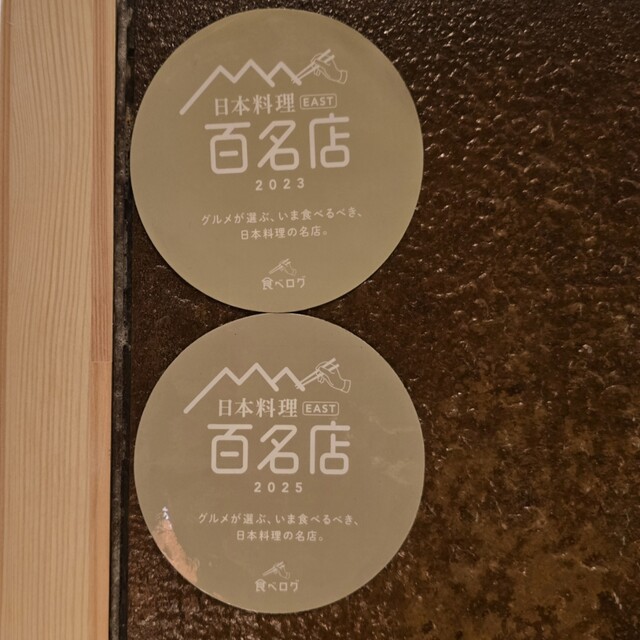 日本料理 EAST
百名店
2023
グルメが選ぶ、いま食べるべき、
日本料理の名店。
食べログ
日本料理 EAST
百名店
2025
グルメが選ぶ、いま食べるべき、
日本料理の名店。
食べログ